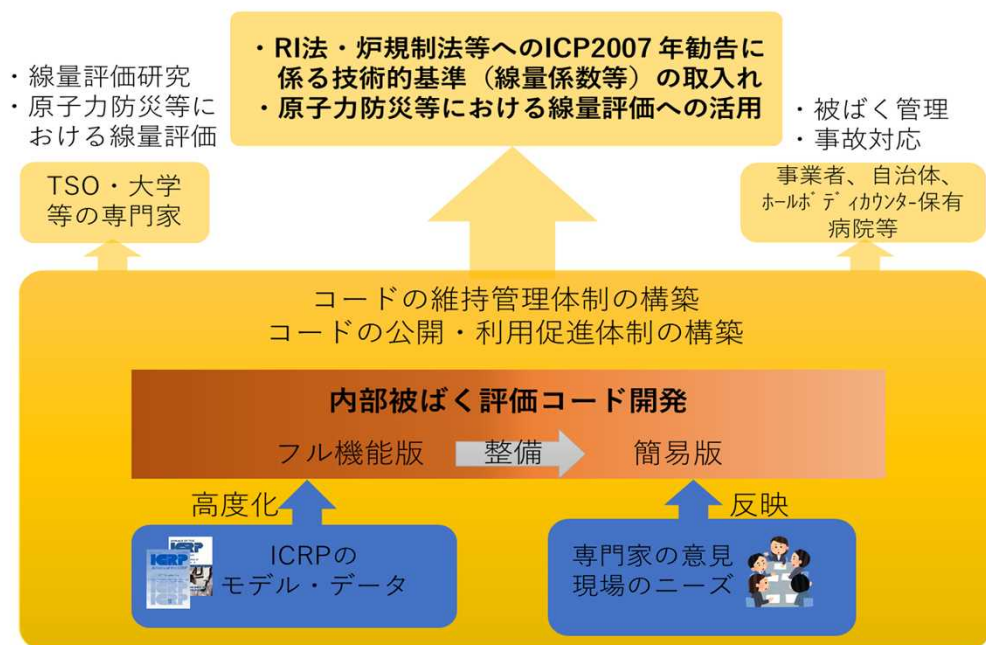 ・RI法・炉規制法等へのICP2007年勧告に
係る技術的基準（線量係数等）の取入れ
・原子力防災等における線量評価への活用
・線量評価研究
・原子力防災等に
おける線量評価
・被ばく管理
・事故対応
TSO・大学
等の専門家
事業者、自治体、
ﾎｰﾙﾎﾞﾃﾞｨｶｳﾝﾀｰ保有
病院等
コードの維持管理体制の構築
コードの公開・利用促進体制の構築
内部被ばく評価コード開発
フル機能版
整備
簡易版
高度化
反映
ICRP
ICRP
ICRPの
モデル・データ
専門家の意見
現場のニーズ